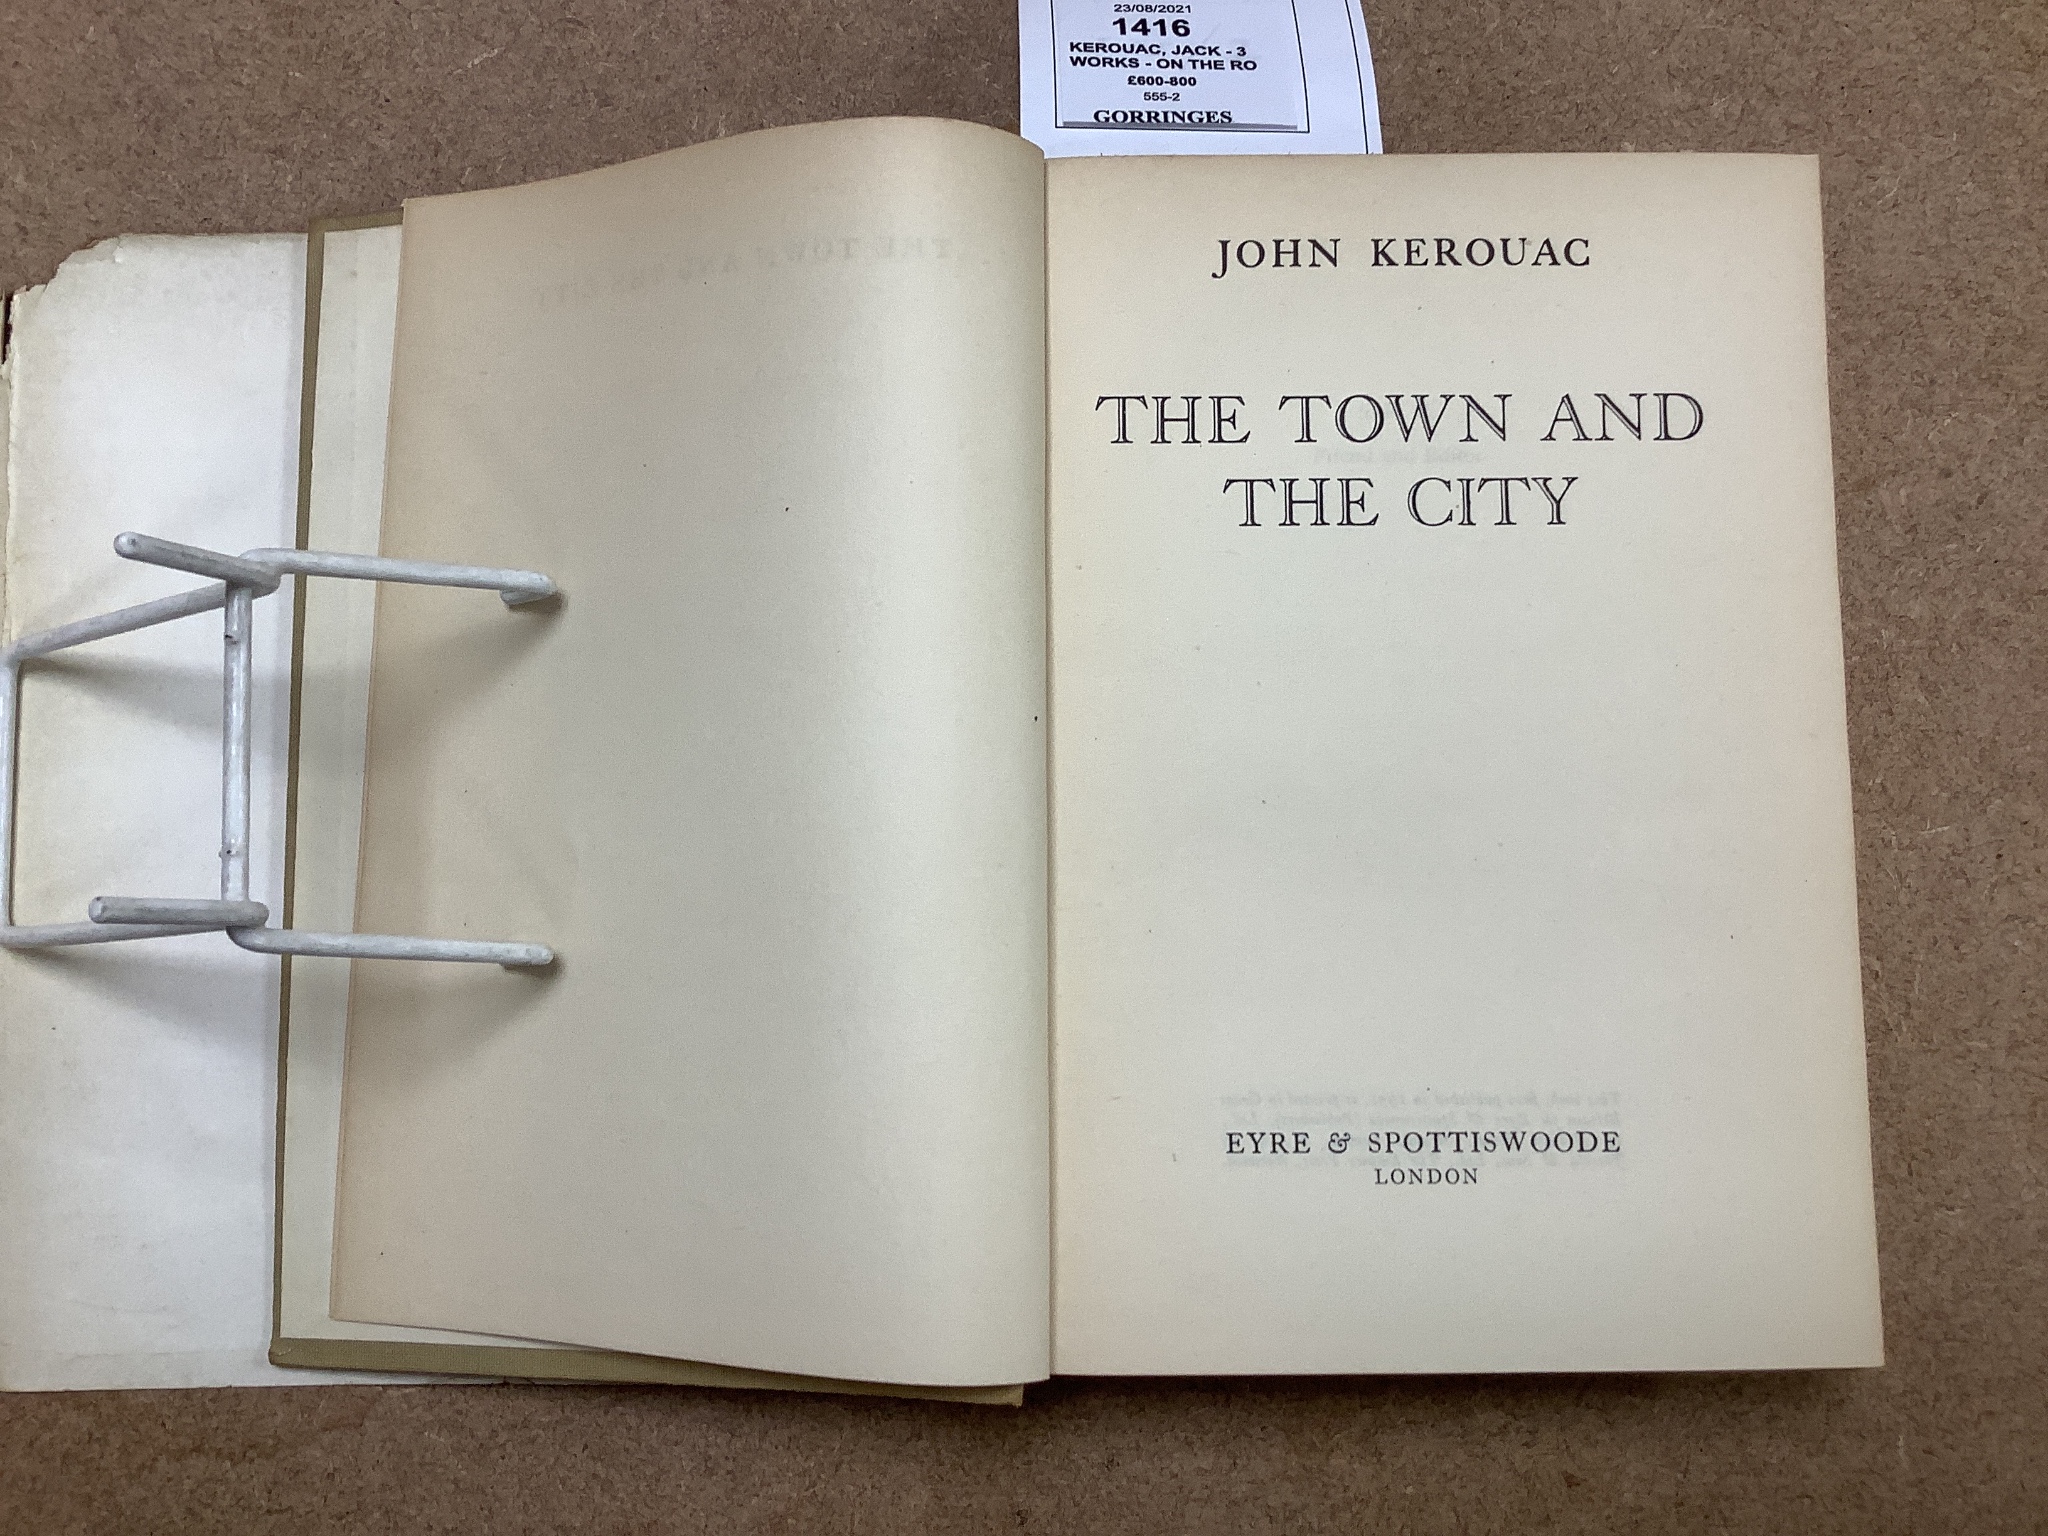 23/08/2021
1416
KEROUAC, JACK - 3
WORKS - ON THE RO
£600-800
555-2
GORRINGES
JOHN KEROUAC
THE TOWN AND
THE CITY
EYRE & SPOTTISWOODE
LONDON